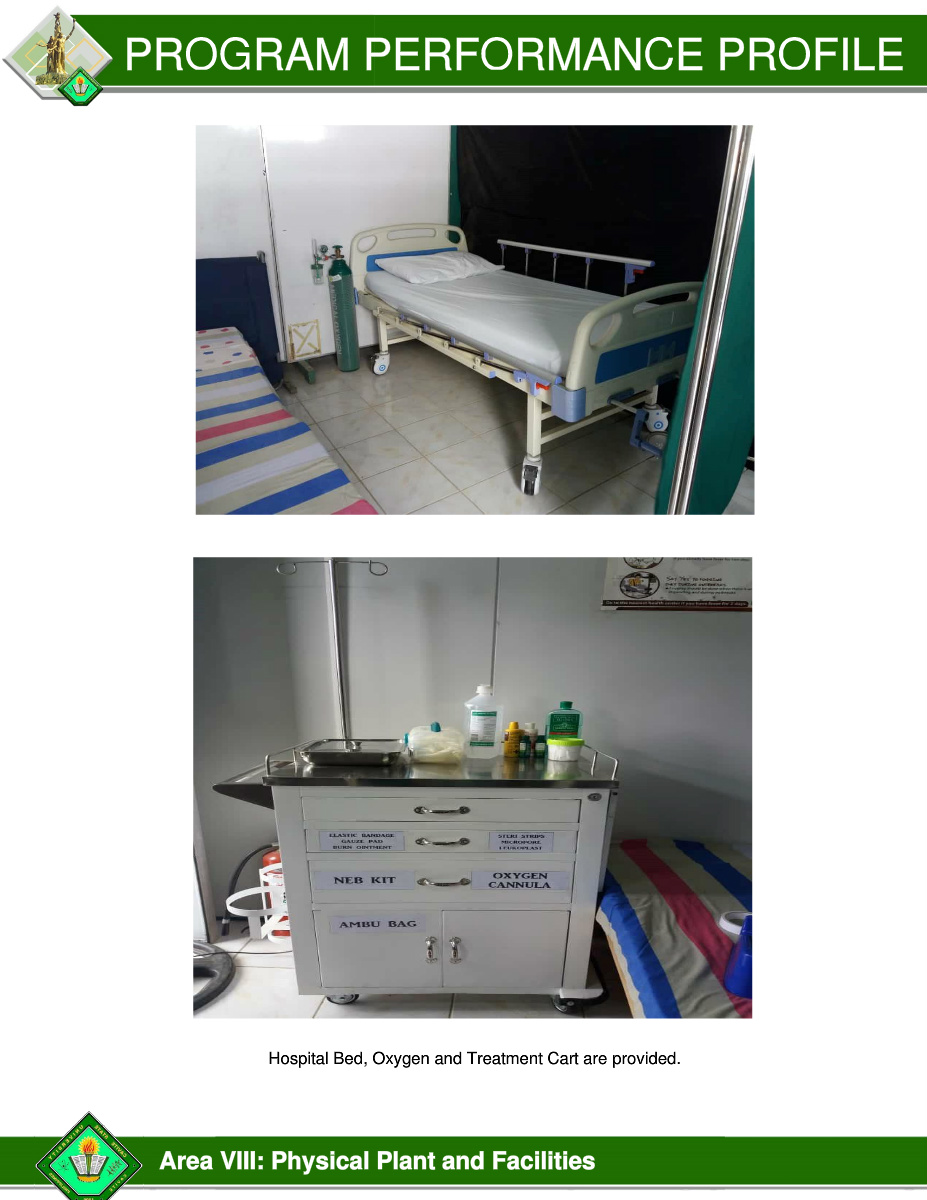 PROGRAM PERFORMANCE PROFILE
ELASTIC BANDAGE
GAUZE PAD
BURN OINTMENT
STERI STRIPS
MICROPORE
LEUKOPLAST
NEB KIT
OXYGEN
CANNULA
AMBU BAG
Hospital Bed, Oxygen and Treatment Cart are provided.
Area VIII: Physical Plant and Facilities